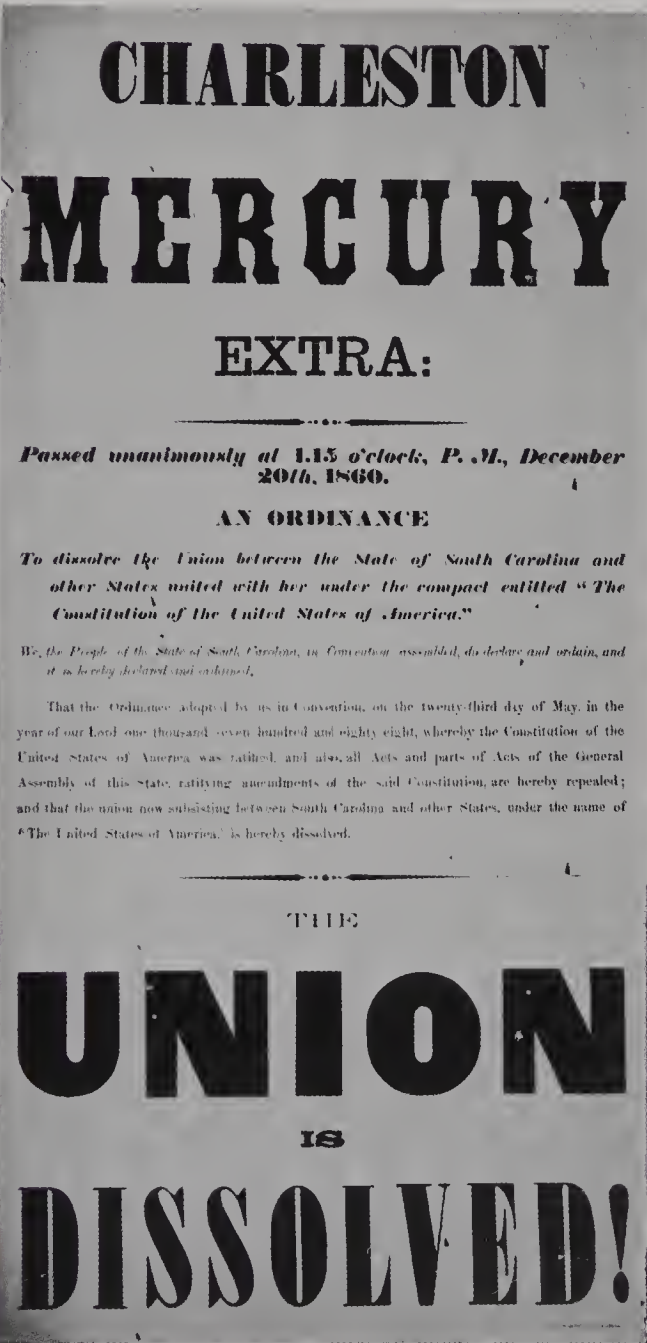 CHARLESTON
MERCURY
EXTRA:
Passed unanimously at 1.15 o'clock, P. M., December
20th, 1860.
AN ORDINANCE
To dissolve the Union between the State of South Carolina and
other States united with her under the compact entitled “The
Constitution of the United States of America.”
We, the People of the State of South Carolina, in Convention assembled, do declare and ordain, and
it is hereby declared and ordained,
That the Ordinance adopted by us in Convention, on the twenty-third day of May, in the
year of our Lord one thousand seven hundred and eighty eight, whereby the Constitution of the
United States of America was ratified, and also, all Acts and parts of Acts of the General
Assembly of this State, ratifying amendments of the said Constitution, are hereby repealed;
and that the union now subsisting between South Carolina and other States, under the name of
“The United States of America,” is hereby dissolved.
THE
UNION
IS
DISSOLVED!